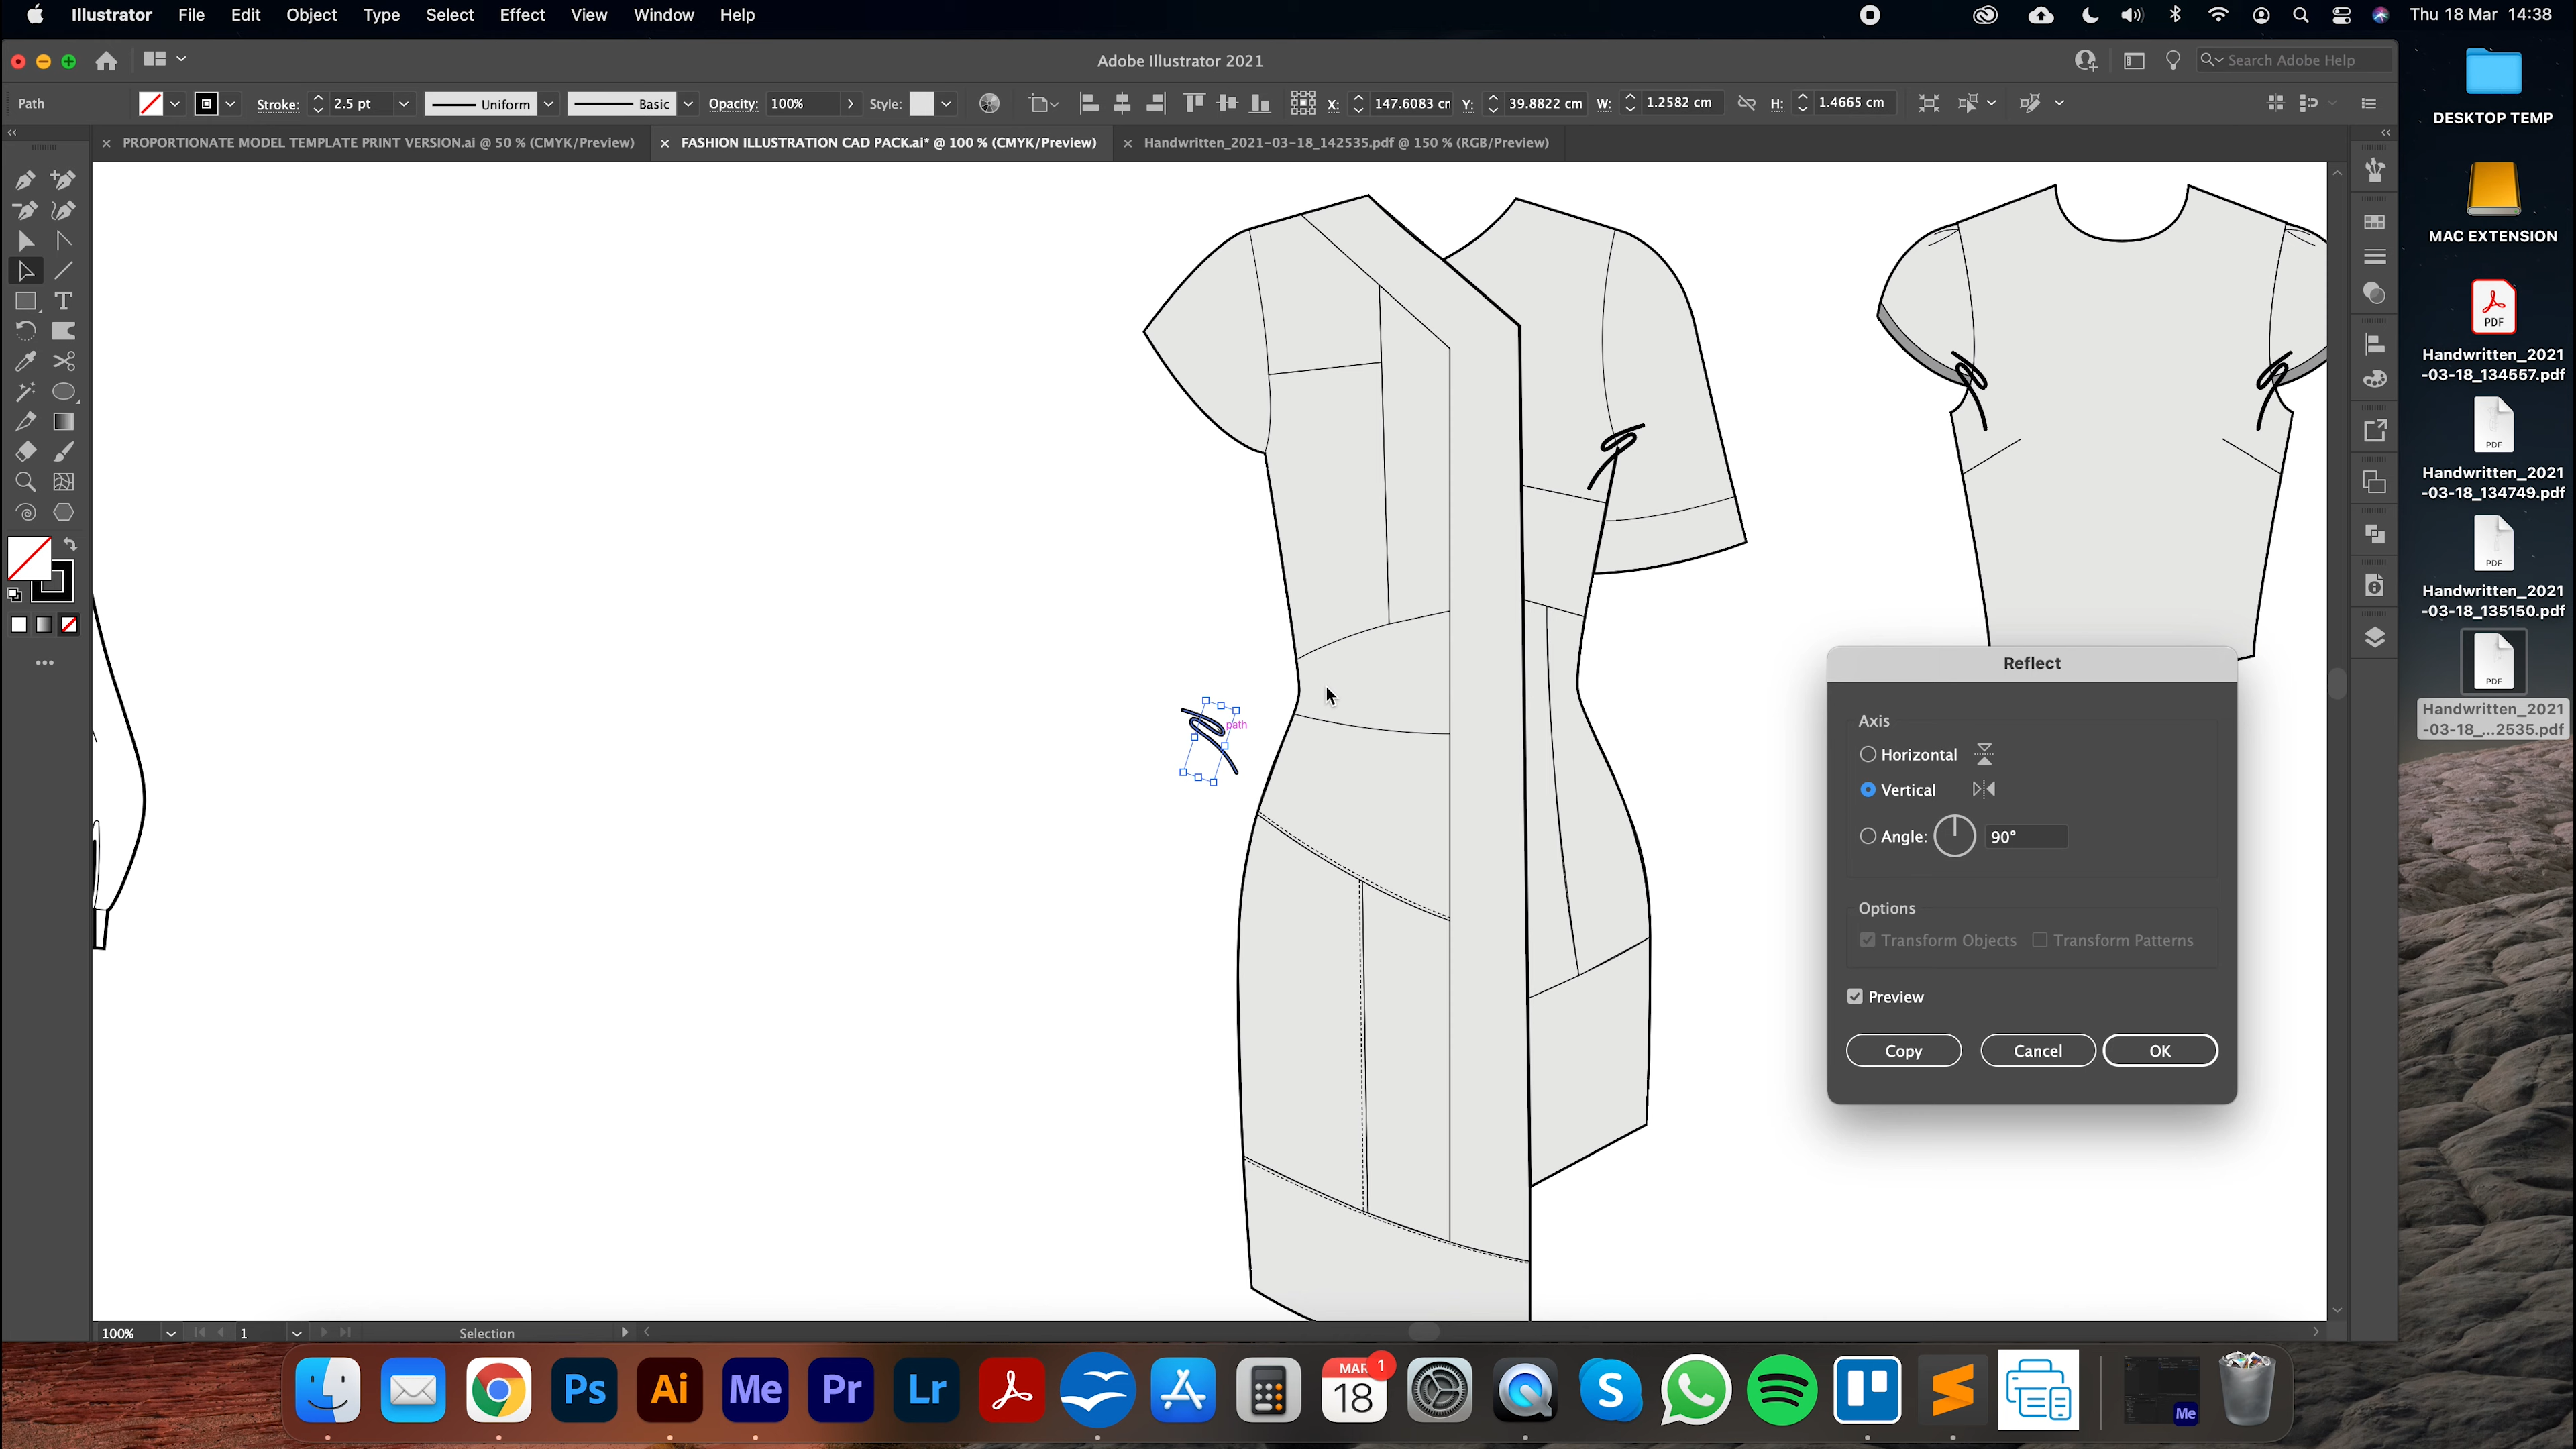 Illustrator File Edit Object Type Select Effect View Window Help
Thu 18 Mar 14:38
Adobe Illustrator 2021
Search Adobe Help
Path
Stroke: 2.5 pt
Uniform
Basic
Opacity: 100%
Style:
X: 147.6083 cm
Y: 39.8822 cm
W: 1.2582 cm
H: 1.4665 cm
PROPORTIONATE MODEL TEMPLATE PRINT VERSION.ai @ 50 % (CMYK/Preview)
FASHION ILLUSTRATION CAD PACK.ai* @ 100 % (CMYK/Preview)
Handwritten_2021-03-18_142535.pdf @ 150 % (RGB/Preview)
DESKTOP TEMP
MAC EXTENSION
PDF
Handwritten_2021
-03-18_134557.pdf
PDF
Handwritten_2021
-03-18_134749.pdf
PDF
Handwritten_2021
-03-18_135150.pdf
PDF
Handwritten_2021
-03-18_...2535.pdf
path
Reflect
Axis
Horizontal
Vertical
Angle: 90°
Options
Transform Objects
Transform Patterns
Preview
Copy
Cancel
OK
100%
1
Selection
Ps
Ai
Me
Pr
Lr
MAR
18
1
S
Me